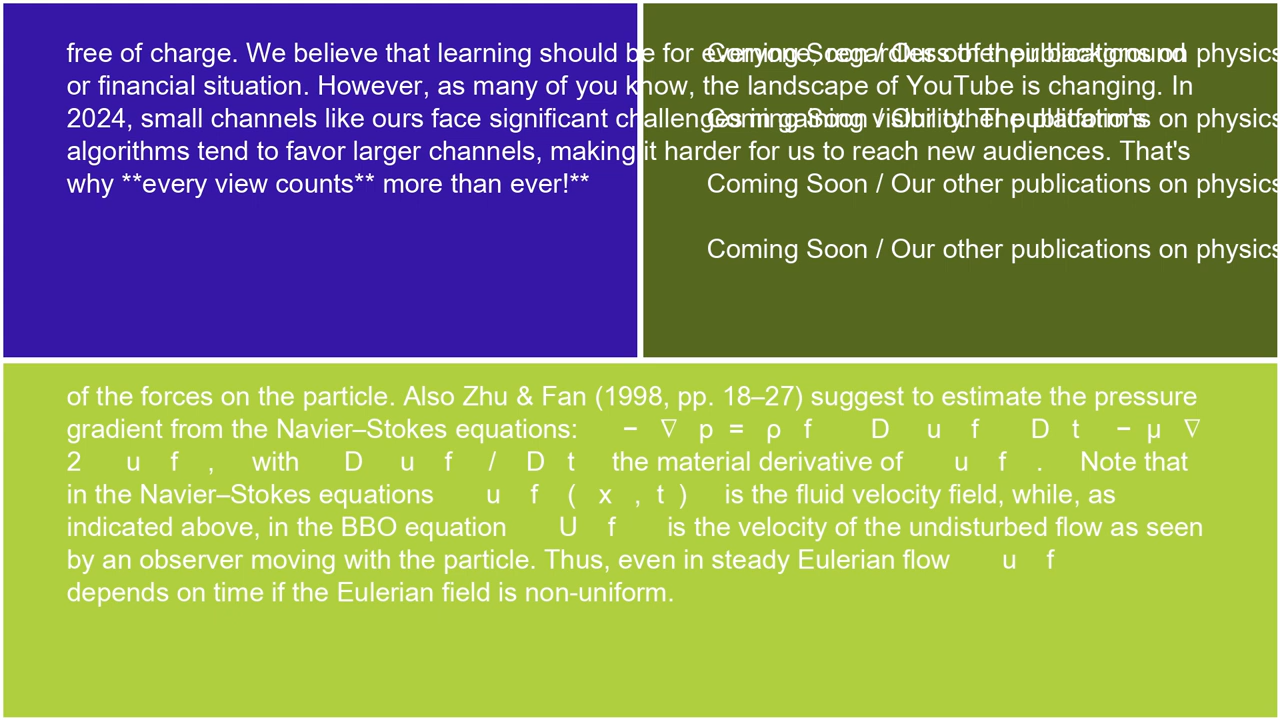 free of charge. We believe that learning should be for everyone, regardless of their background
or financial situation. However, as many of you know, the landscape of YouTube is changing. In
2024, small channels like ours face significant challenges in gaining visibility. The platform's
algorithms tend to favor larger channels, making it harder for us to reach new audiences. That's
why **every view counts** more than ever!**
Coming Soon / Our other publications on physics
Coming Soon / Our other publications on physics
Coming Soon / Our other publications on physics
Coming Soon / Our other publications on physics
of the forces on the particle. Also Zhu & Fan (1998, pp. 18–27) suggest to estimate the pressure
gradient from the Navier–Stokes equations: − ∇ p = ρ f D u f D t − μ ∇
2 u f , with D u f / D t the material derivative of u f . Note that
in the Navier–Stokes equations u f ( x , t ) is the fluid velocity field, while, as
indicated above, in the BBO equation U f is the velocity of the undisturbed flow as seen
by an observer moving with the particle. Thus, even in steady Eulerian flow u f
depends on time if the Eulerian field is non-uniform.